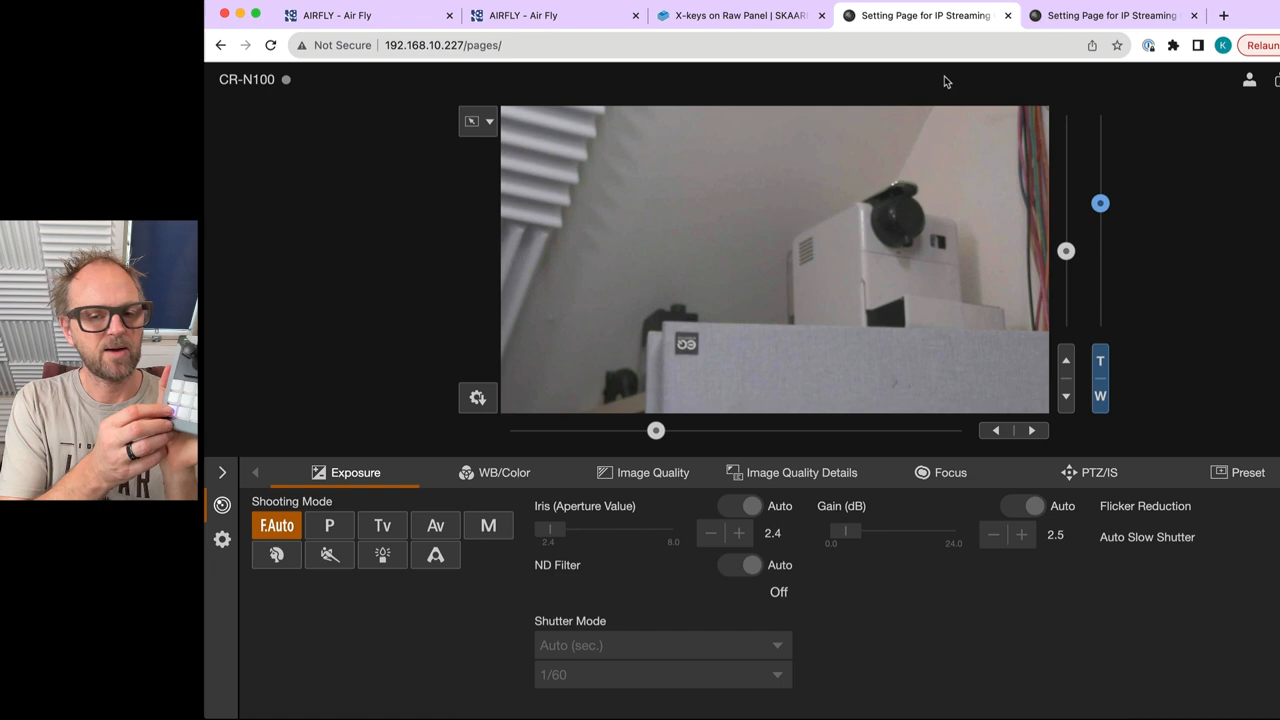 AIRFLY - Air Fly
AIRFLY - Air Fly
X-keys on Raw Panel | SKAAR
Setting Page for IP Streaming
Setting Page for IP Streaming
Not Secure
192.168.10.227/pages/
K
Relaun
CR-N100
T
W
Exposure
WB/Color
Image Quality
Image Quality Details
Focus
PTZ/IS
Preset
Shooting Mode
F.Auto
P
Tv
Av
M
A
Iris (Aperture Value)
Auto
2.4
8.0
2.4
ND Filter
Auto
Off
Shutter Mode
Auto (sec.)
1/60
Gain (dB)
Auto
0.0
24.0
2.5
Flicker Reduction
Auto Slow Shutter